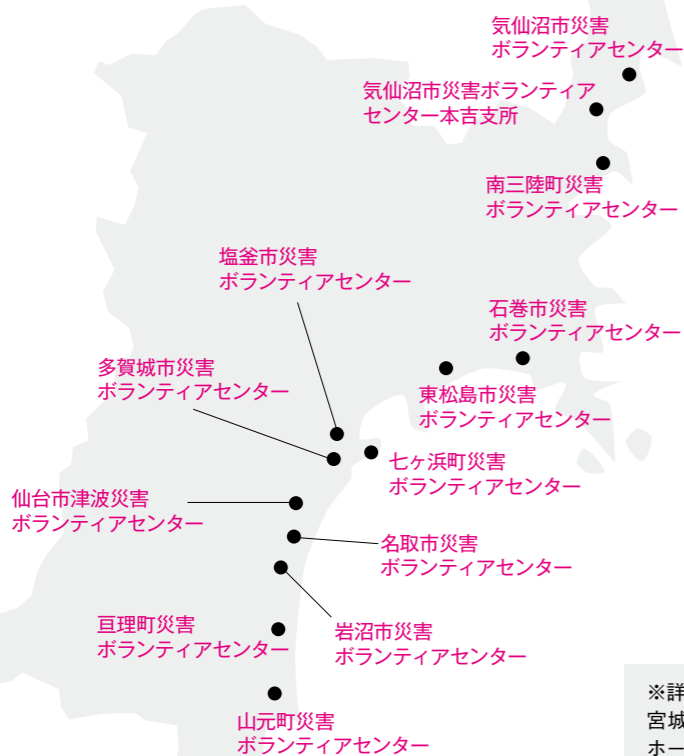 気仙沼市災害
ボランティアセンター
気仙沼市災害ボランティア
センター本吉支所
南三陸町災害
ボランティアセンター
塩釜市災害
ボランティアセンター
石巻市災害
ボランティアセンター
多賀城市災害
ボランティアセンター
東松島市災害
ボランティアセンター
七ヶ浜町災害
ボランティアセンター
仙台市津波災害
ボランティアセンター
名取市災害
ボランティアセンター
亘理町災害
ボランティアセンター
岩沼市災害
ボランティアセンター
山元町災害
ボランティアセンター
※詳
宮城
ホー